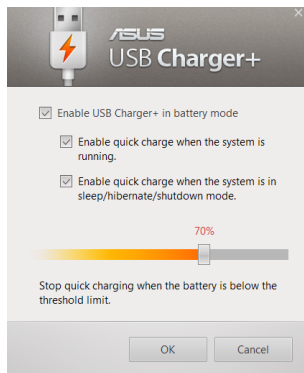 ASUS
USB Charger+
Enable USB Charger+ in battery mode
Enable quick charge when the system is
running.
Enable quick charge when the system is in
sleep/hibernate/shutdown mode.
70%
Stop quick charging when the battery is below the
threshold limit.
OK
Cancel